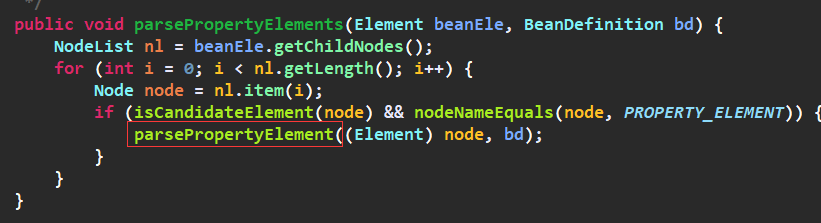 */
public void parsePropertyElements(Element beanEle, BeanDefinition bd) {
    NodeList nl = beanEle.getChildNodes();
    for (int i = 0; i < nl.getLength(); i++) {
        Node node = nl.item(i);
        if (isCandidateElement(node) && nodeNameEquals(node, PROPERTY_ELEMENT)) {
            parsePropertyElement((Element) node, bd);
        }
    }
}